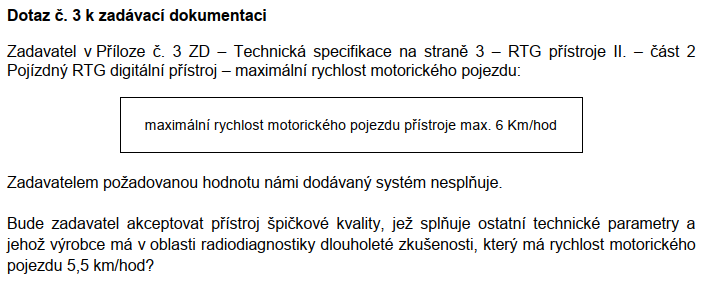 Dotaz č. 3 k zadávací dokumentaci
Zadavatel v Příloze č. 3 ZD – Technická specifikace na straně 3 – RTG přístroje II. – část 2
Pojízdný RTG digitální přístroj – maximální rychlost motorického pojezdu:
maximální rychlost motorického pojezdu přístroje max. 6 Km/hod
Zadavatelem požadovanou hodnotu námi dodávaný systém nesplňuje.
Bude zadavatel akceptovat přístroj špičkové kvality, jež splňuje ostatní technické parametry a
jehož výrobce má v oblasti radiodiagnostiky dlouholeté zkušenosti, který má rychlost motorického
pojezdu 5,5 km/hod?